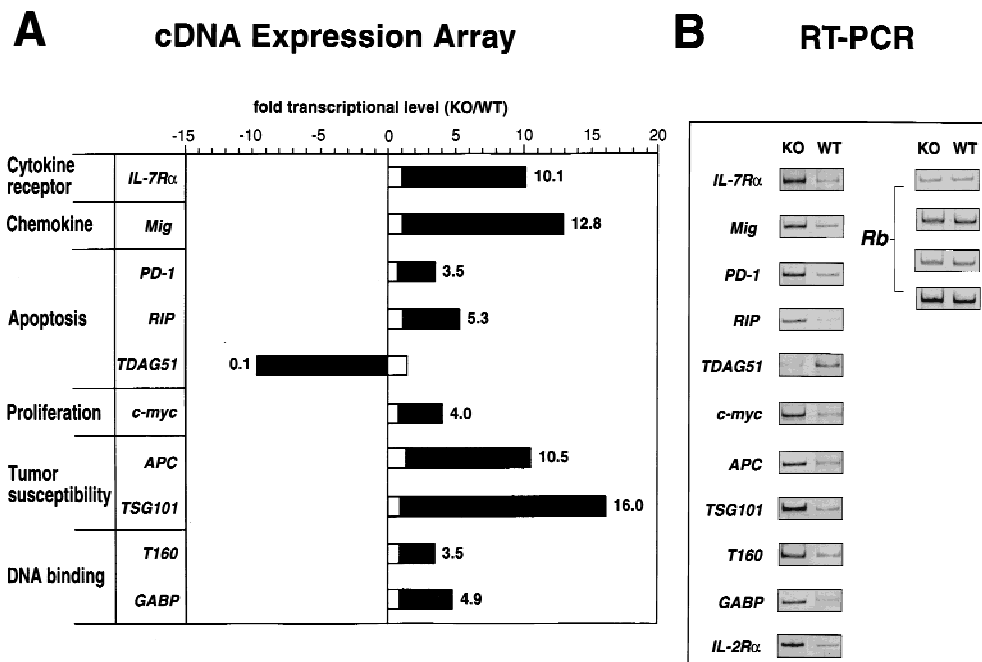 A
cDNA Expression Array
fold transcriptional level (KO/WT)
-15 -10 -5 0 5 10 15 20
Cytokine
receptor
IL-7Rα 10.1
Chemokine Mig 12.8
PD-1 3.5
Apoptosis RIP 5.3
TDAG51 0.1
Proliferation c-myc 4.0
Tumor
susceptibility
APC 10.5
TSG101 16.0
DNA binding
T160 3.5
GABP 4.9
B
RT-PCR
KO WT
IL-7Rα
Mig
PD-1
RIP
TDAG51
c-myc
APC
TSG101
T160
GABP
IL-2Rα
KO WT
Rb